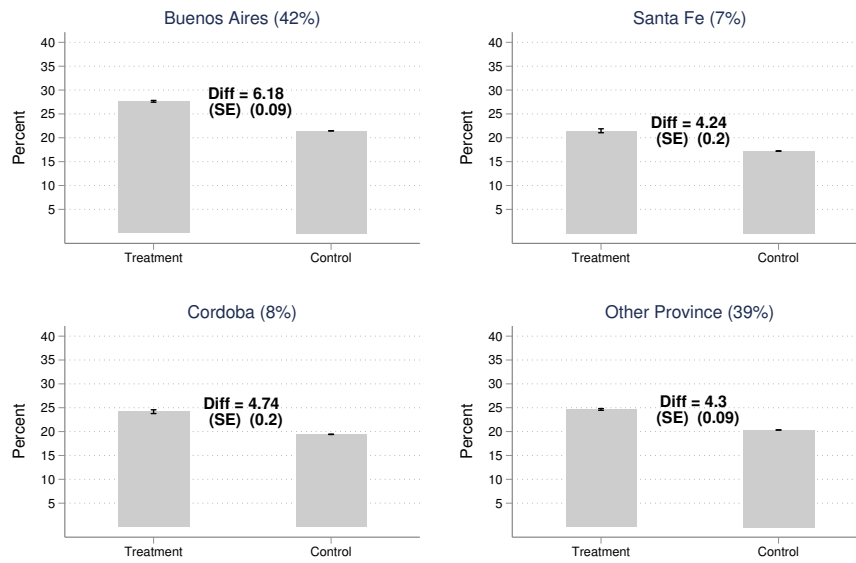 Buenos Aires (42%)
Percent
40
35
30
25
20
15
10
5
Diff = 6.18
(SE) (0.09)
Treatment
Control
Santa Fe (7%)
Percent
40
35
30
25
20
15
10
5
Diff = 4.24
(SE) (0.2)
Treatment
Control
Cordoba (8%)
Percent
40
35
30
25
20
15
10
5
Diff = 4.74
(SE) (0.2)
Treatment
Control
Other Province (39%)
Percent
40
35
30
25
20
15
10
5
Diff = 4.3
(SE) (0.09)
Treatment
Control